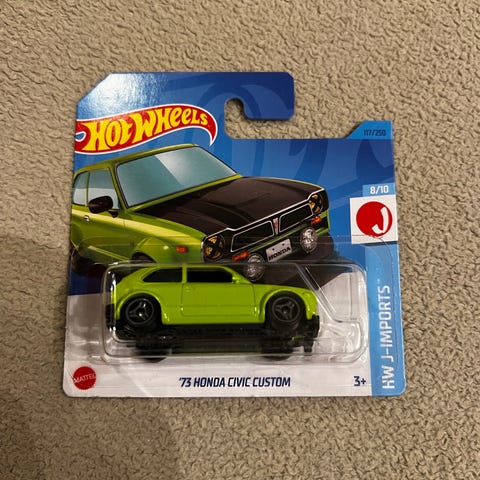 HOT WHEELS
117/250
8/10
J
HONDA
HW J-IMPORTS
MATTEL
'73 HONDA CIVIC CUSTOM
3+